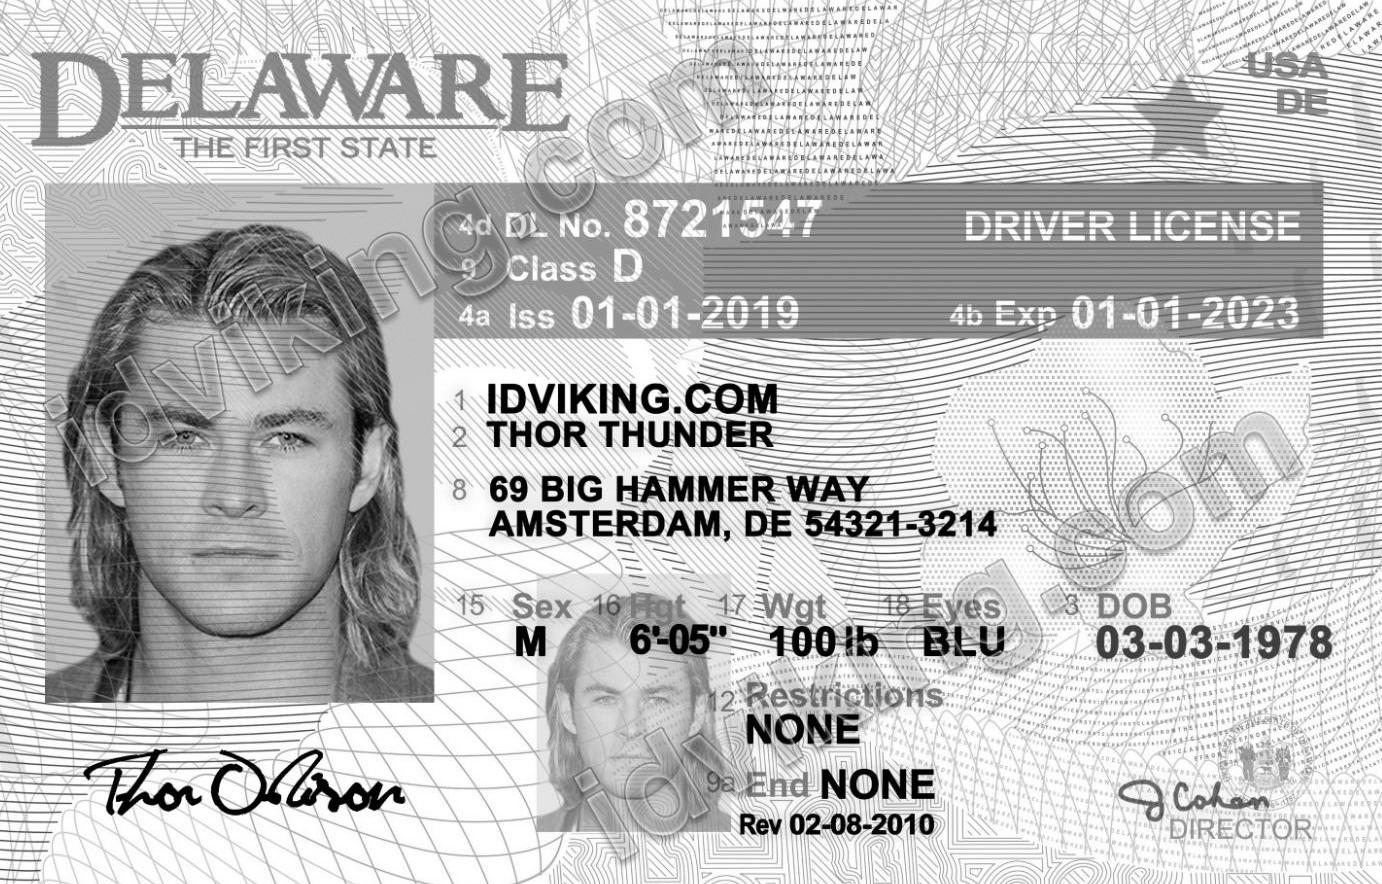 DELAWARE
THE FIRST STATE
USA
DE
4d DL No. 8721547
DRIVER LICENSE
9 Class D
4a Iss 01-01-2019
4b Exp 01-01-2023
1 IDVIKING.COM
2 THOR THUNDER
8 69 BIG HAMMER WAY
AMSTERDAM, DE 54321-3214
15 Sex 16 Hgt 17 Wgt 18 Eyes 3 DOB
M 6'-05" 100 lb BLU 03-03-1978
12 Restrictions
NONE
9a End NONE
Rev 02-08-2010
Thor Odinson
J Cohan
DIRECTOR
idviking.com
idviking.com